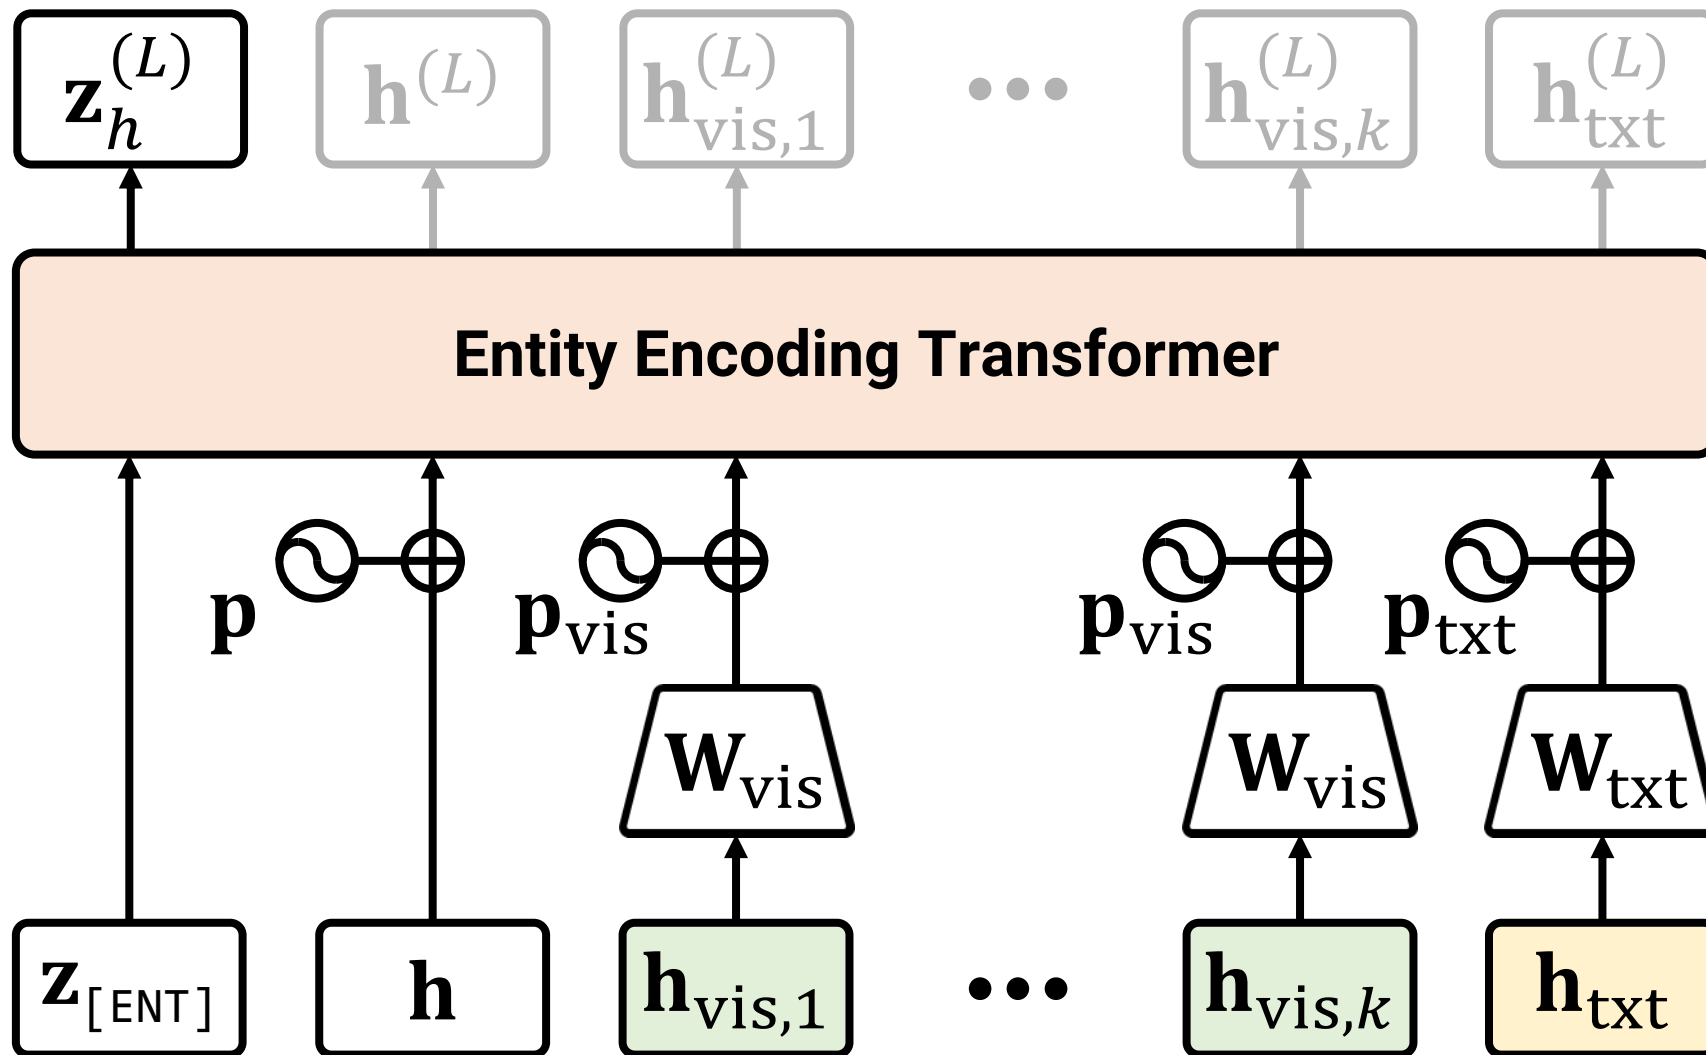 z_h^(L) h^(L) h_vis,1^(L) ••• h_vis,k^(L) h_txt^(L)
Entity Encoding Transformer
p p_vis p_vis p_txt
W_vis W_vis W_txt
z_[ENT] h h_vis,1 ••• h_vis,k h_txt